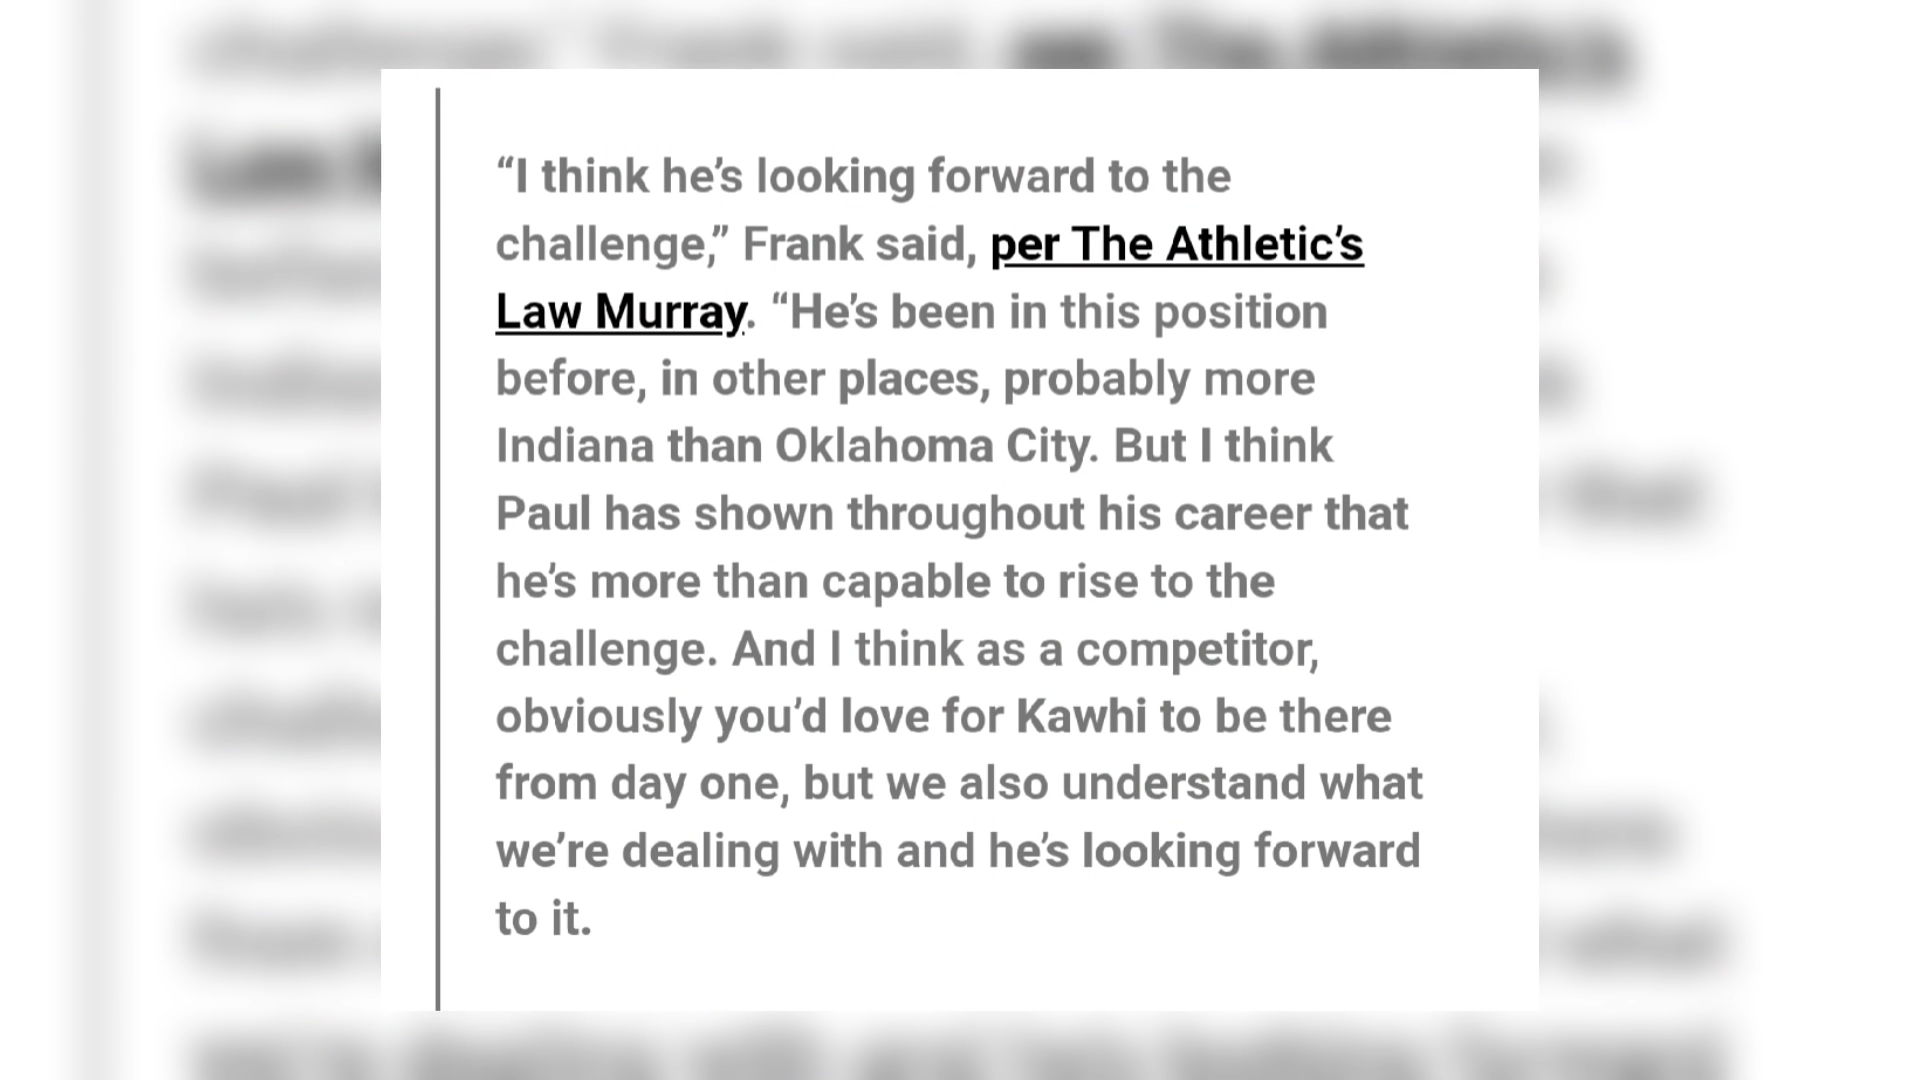 “I think he’s looking forward to the
challenge,” Frank said, per The Athletic’s
Law Murray. “He’s been in this position
before, in other places, probably more
Indiana than Oklahoma City. But I think
Paul has shown throughout his career that
he’s more than capable to rise to the
challenge. And I think as a competitor,
obviously you’d love for Kawhi to be there
from day one, but we also understand what
we’re dealing with and he’s looking forward
to it.